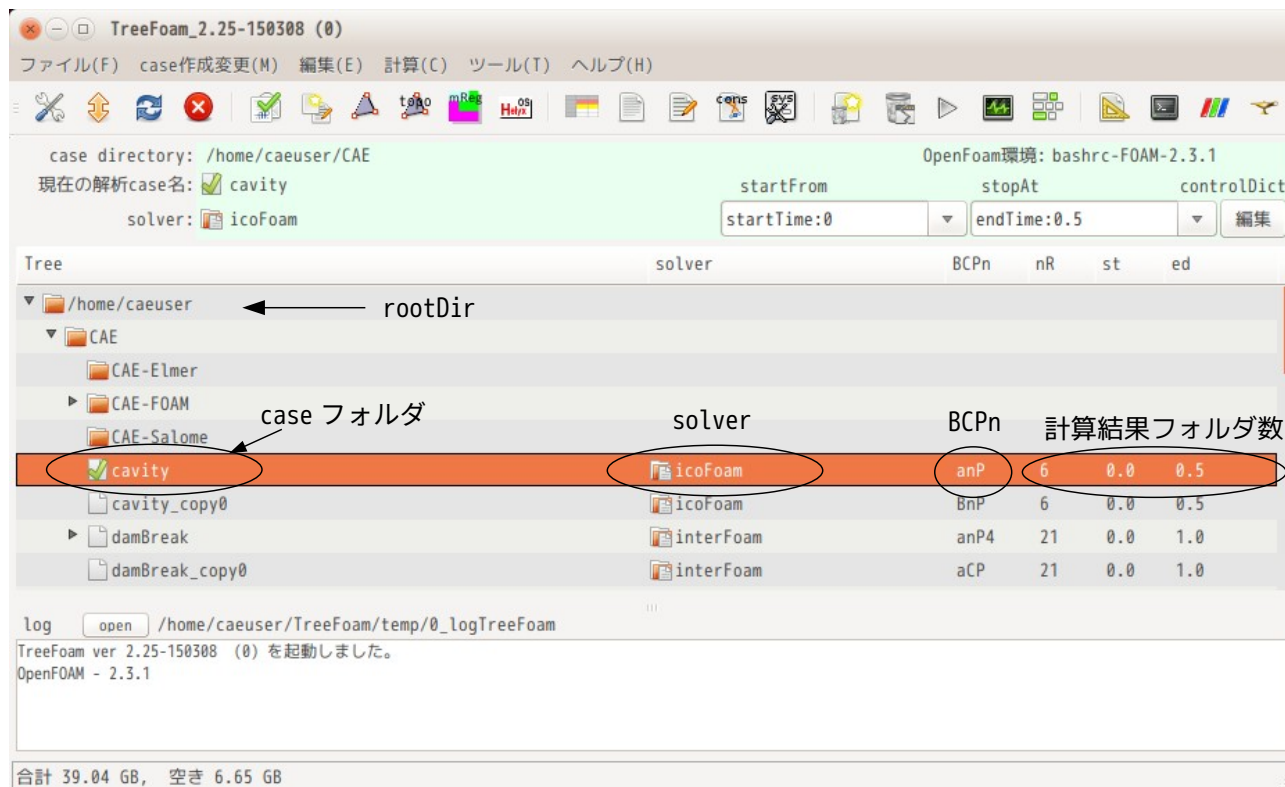 TreeFoam_2.25-150308 (0)
ファイル(F) case作成変更(M) 編集(E) 計算(C) ツール(T) ヘルプ(H)
topo mReg Helyx OS cons SYS
case directory: /home/caeuser/CAE OpenFoam環境: bashrc-FOAM-2.3.1
現在の解析case名: cavity startFrom stopAt controlDict
solver: icoFoam startTime:0 endTime:0.5 編集
Tree solver BCPn nR st ed
/home/caeuser rootDir
CAE
CAE-Elmer
CAE-FOAM case フォルダ solver BCPn 計算結果フォルダ数
CAE-Salome
cavity icoFoam anP 6 0.0 0.5
cavity_copy0 icoFoam BnP 6 0.0 0.5
damBreak interFoam anP4 21 0.0 1.0
damBreak_copy0 interFoam aCP 21 0.0 1.0
log open /home/caeuser/TreeFoam/temp/0_logTreeFoam
TreeFoam ver 2.25-150308 (0) を起動しました。
OpenFOAM - 2.3.1
合計 39.04 GB, 空き 6.65 GB